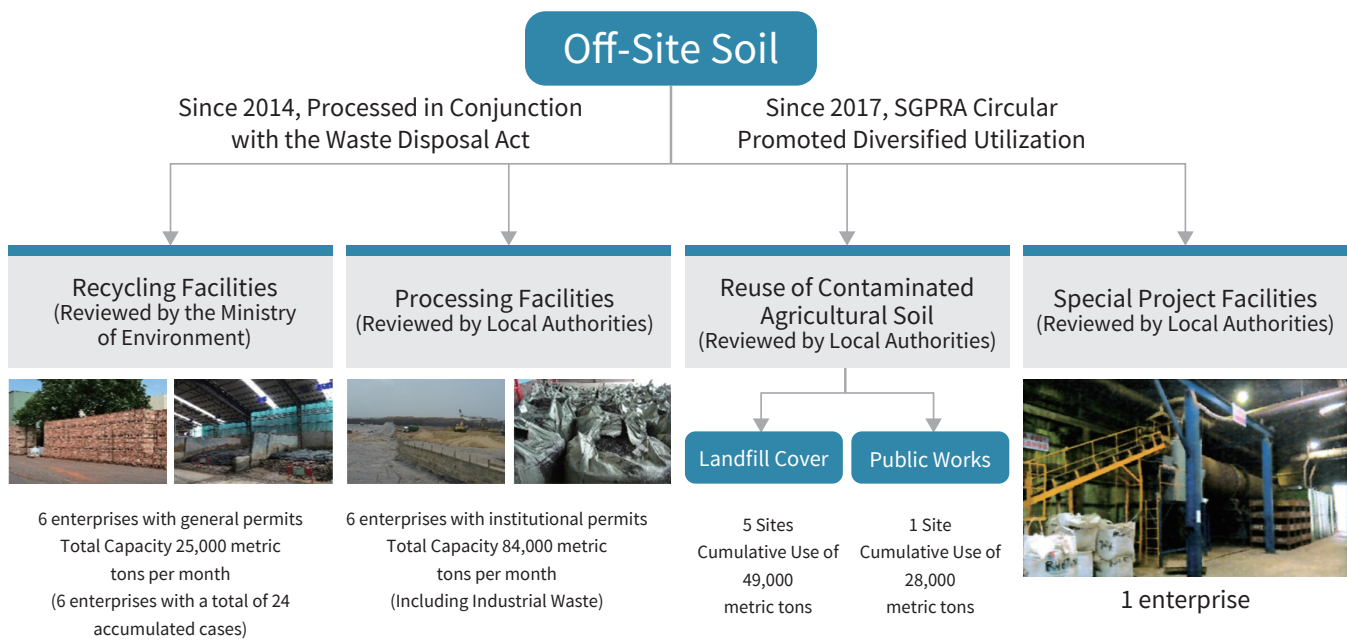 Off-Site Soil
Since 2014, Processed in Conjunction
with the Waste Disposal Act
Since 2017, SGPRA Circular
Promoted Diversified Utilization
Recycling Facilities
(Reviewed by the Ministry
of Environment)
Processing Facilities
(Reviewed by Local Authorities)
Reuse of Contaminated
Agricultural Soil
(Reviewed by Local Authorities)
Special Project Facilities
(Reviewed by Local Authorities)
Landfill Cover
Public Works
6 enterprises with general permits
Total Capacity 25,000 metric
tons per month
(6 enterprises with a total of 24
accumulated cases)
6 enterprises with institutional permits
Total Capacity 84,000 metric
tons per month
(Including Industrial Waste)
5 Sites
Cumulative Use of
49,000
metric tons
1 Site
Cumulative Use of
28,000
metric tons
1 enterprise